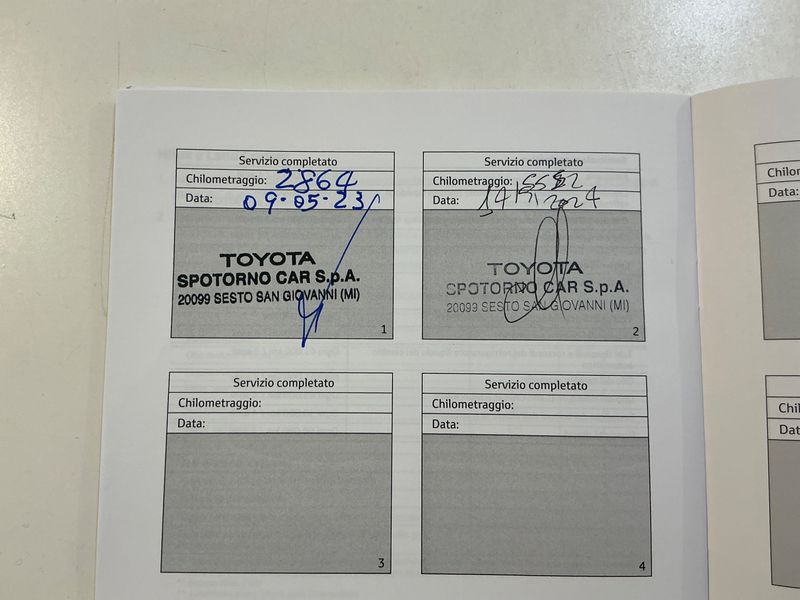 Servizio completato
Chilometraggio: 2864
Data: 09-05-23
TOYOTA
SPOTORNO CAR S.p.A.
20099 SESTO SAN GIOVANNI (MI)
1
Servizio completato
Chilometraggio:
Data: 2024
TOYOTA
SPOTORNO CAR S.p.A.
20099 SESTO SAN GIOVANNI (MI)
2
Servizio completato
Chilometraggio:
Data:
3
Servizio completato
Chilometraggio:
Data:
4